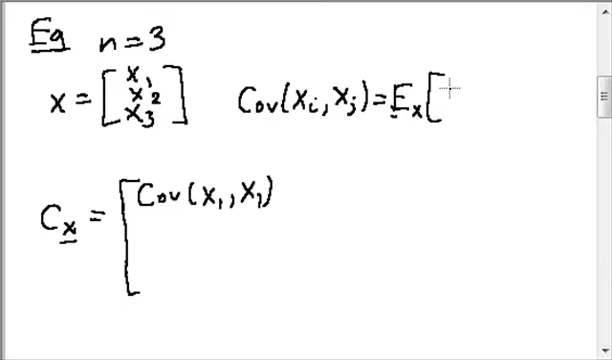 Eg n = 3
x = [x₁ x₂ x₃]
Cov(xᵢ, xⱼ) = Eₓ[
Cₓ = [Cov(x₁, x₁)